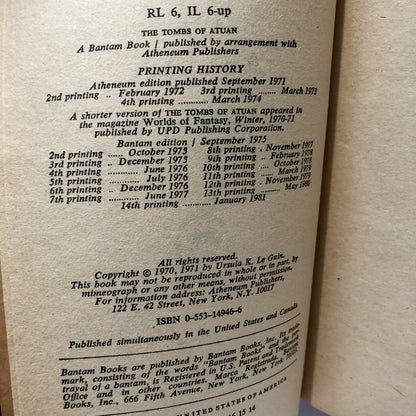 RL 6, IL 6-up
THE TOMBS OF ATUAN
A Bantam Book | published by arrangement with
Atheneum Publishers
PRINTING HISTORY
Atheneum edition published September 1971
2nd printing .. February 1972 3rd printing .... March 1973
4th printing ............ March 1974
A shorter version of THE TOMBS OF ATUAN appeared in
the magazine Worlds of Fantasy, Winter, 1970-71
published by UPD Publishing Corporation.
Bantam edition | September 1975
2nd printing .... October 1975 8th printing . November 1977
3rd printing .. December 1975 9th printing .. February 1978
4th printing ...... June 1976 10th printing ... October 1978
5th printing ...... July 1976 11th printing ..... March 1979
6th printing .. December 1976 12th printing . November 1979
7th printing ...... June 1977 13th printing ...... May 1980
14th printing ............ January 1981
All rights reserved.
Copyright © 1970, 1971 by Ursula K. Le Guin.
This book may not be reproduced in whole or in part, by
mimeograph or any other means, without permission.
For information address: Atheneum Publishers,
122 E. 42 Street, New York, N.Y. 10017
ISBN 0-553-14946-6
Published simultaneously in the United States and Canada
Bantam Books are published by Bantam Books, Inc. Its trade-
mark, consisting of the words "Bantam Books" and the por-
trayal of a bantam, is Registered in U.S. Patent and Trademark
Office and in other countries. Marca Registrada. Bantam
Books, Inc., 666 Fifth Avenue, New York, New York
UNITED STATES OF AMERICA
16 15 14